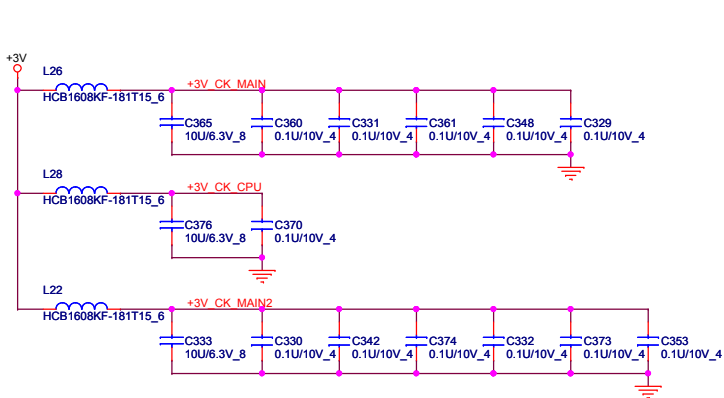 +3V
L26
HCB1608KF-181T15_6
+3V_CK_MAIN
C365
10U/6.3V_8
C360
0.1U/10V_4
C331
0.1U/10V_4
C361
0.1U/10V_4
C348
0.1U/10V_4
C329
0.1U/10V_4
L28
HCB1608KF-181T15_6
+3V_CK_CPU
C376
10U/6.3V_8
C370
0.1U/10V_4
L22
HCB1608KF-181T15_6
+3V_CK_MAIN2
C333
10U/6.3V_8
C330
0.1U/10V_4
C342
0.1U/10V_4
C374
0.1U/10V_4
C332
0.1U/10V_4
C373
0.1U/10V_4
C353
0.1U/10V_4